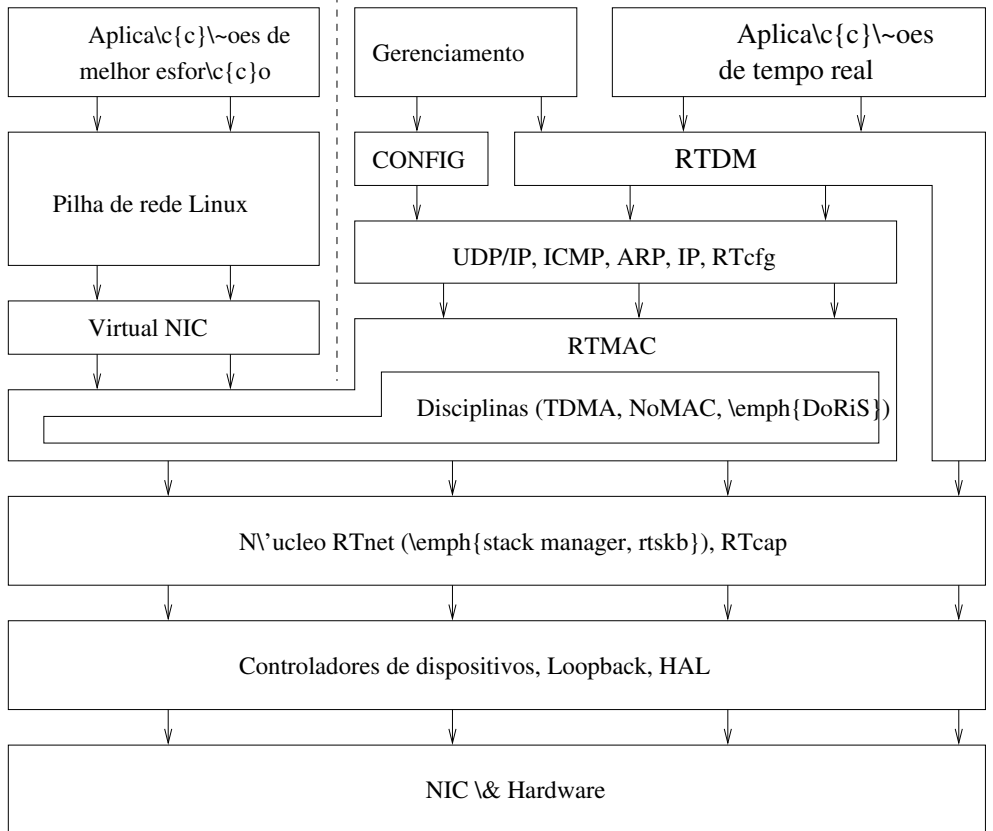 Aplica\c{c}\~oes de
melhor esfor\c{c}o
Gerenciamento
Aplica\c{c}\~oes
de tempo real
CONFIG
RTDM
Pilha de rede Linux
UDP/IP, ICMP, ARP, IP, RTcfg
Virtual NIC
RTMAC
Disciplinas (TDMA, NoMAC, \emph{DoRiS})
N\'ucleo RTnet (\emph{stack manager, rtskb}), RTcap
Controladores de dispositivos, Loopback, HAL
NIC \& Hardware